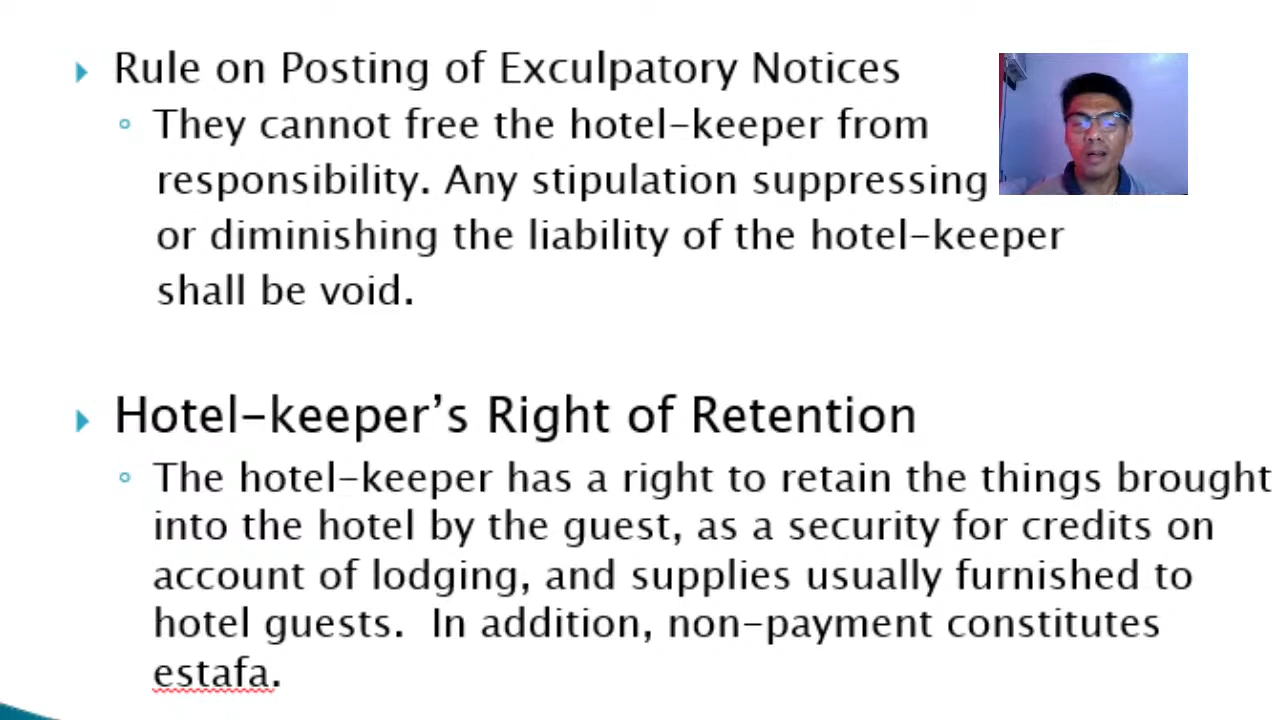 Rule on Posting of Exculpatory Notices
They cannot free the hotel-keeper from
responsibility. Any stipulation suppressing
or diminishing the liability of the hotel-keeper
shall be void.
Hotel-keeper's Right of Retention
The hotel-keeper has a right to retain the things brought
into the hotel by the guest, as a security for credits on
account of lodging, and supplies usually furnished to
hotel guests.  In addition, non-payment constitutes
estafa.